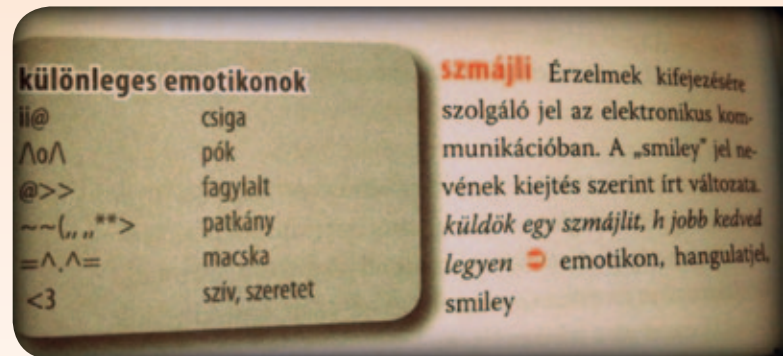 különleges emotikonok
ii@ csiga
/\o/\ pók
@>> fagylalt
~~(,, ,,**> patkány
=^.^= macska
<3 szív, szeretet
szmájli Érzelmek kifejezésére
szolgáló jel az elektronikus kom-
munikációban. A „smiley” jel ne-
vének kiejtés szerint írt változata.
küldök egy szmájlit, h jobb kedved
legyen ➲ emotikon, hangulatjel,
smiley